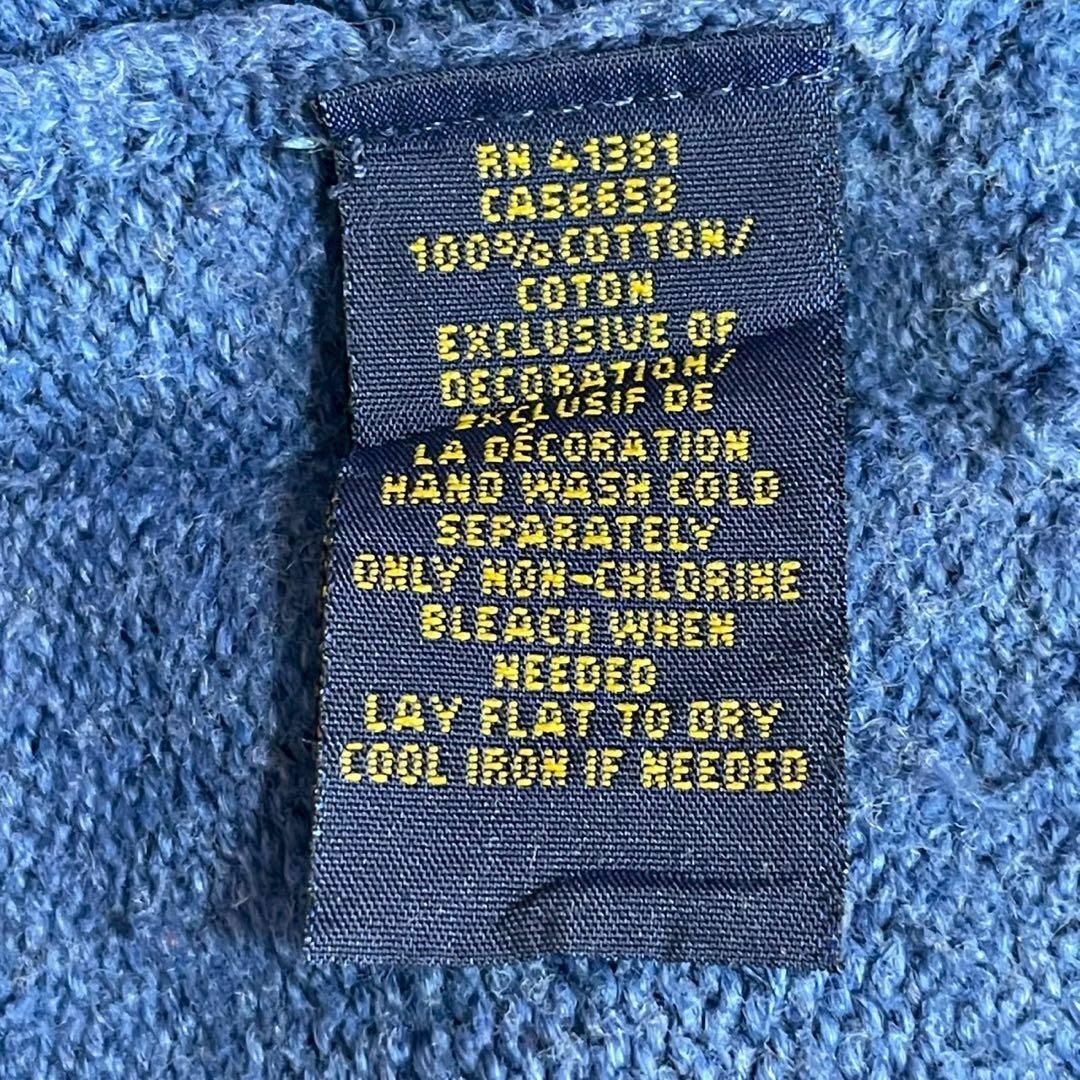 RN 41381
CA56658
100%COTTON/
COTON
EXCLUSIVE OF
DECORATION/
EXCLUSIF DE
LA DÉCORATION
HAND WASH COLD
SEPARATELY
ONLY NON-CHLORINE
BLEACH WHEN
NEEDED
LAY FLAT TO DRY
COOL IRON IF NEEDED